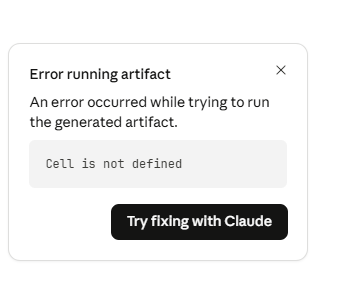 Error running artifact
An error occurred while trying to run
the generated artifact.
Cell is not defined
Try fixing with Claude